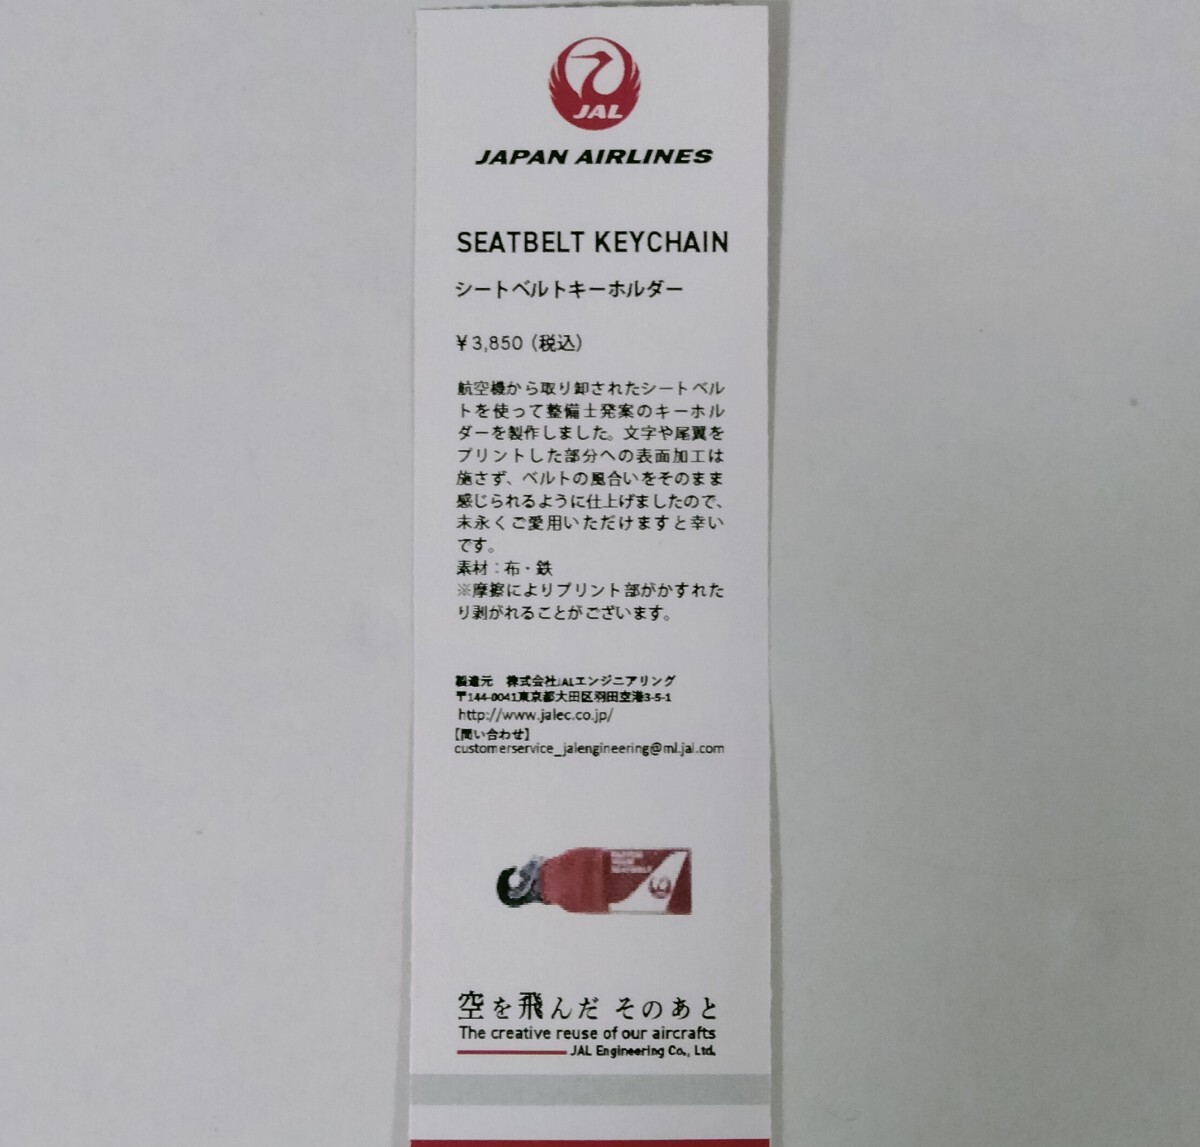 JAL
JAPAN AIRLINES
SEATBELT KEYCHAIN
シートベルトキーホルダー
¥3,850（税込）
航空機から取り卸されたシートベル
トを使って整備士発案のキーホル
ダーを製作しました。文字や尾翼を
プリントした部分への表面加工は
施さず、ベルトの風合いをそのまま
感じられるように仕上げましたので、
末永くご愛用いただけますと幸い
です。
素材：布・鉄
※摩擦によりプリント部がかすれた
り剥がれることがございます。
製造元　株式会社JALエンジニアリング
〒144-0041東京都大田区羽田空港3-5-1
http://www.jalec.co.jp/
【問い合わせ】
customerservice_jalengineering@ml.jal.com
空を飛んだ そのあと
The creative reuse of our aircrafts
JAL Engineering Co., Ltd.